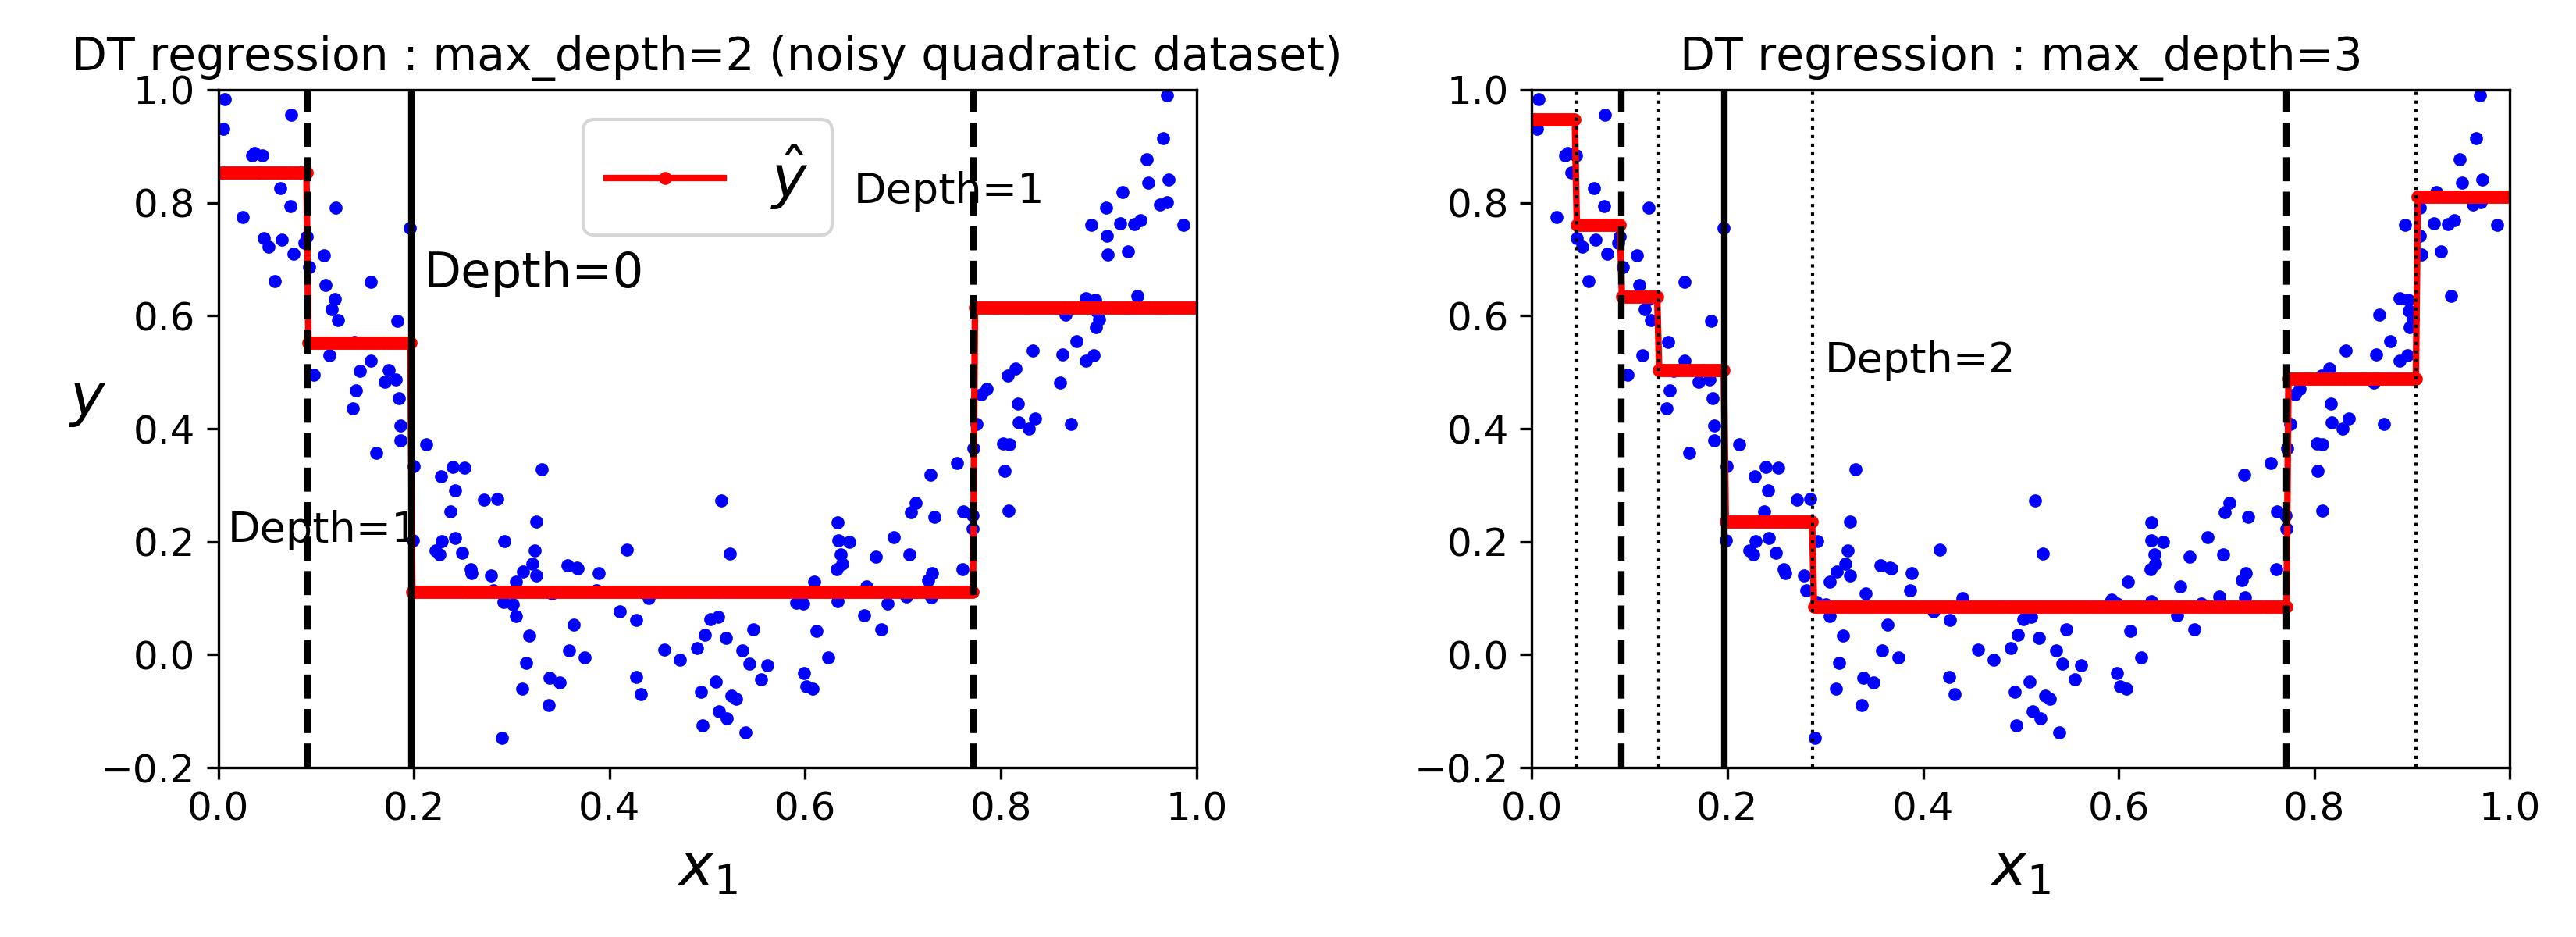 DT regression : max_depth=2 (noisy quadratic dataset)
1.0
0.8
0.6
0.4
0.2
0.0
−0.2
y
ŷ
Depth=1
Depth=0
Depth=1
0.0 0.2 0.4 0.6 0.8 1.0
x₁
DT regression : max_depth=3
1.0
0.8
0.6
0.4
0.2
0.0
−0.2
Depth=2
0.0 0.2 0.4 0.6 0.8 1.0
x₁